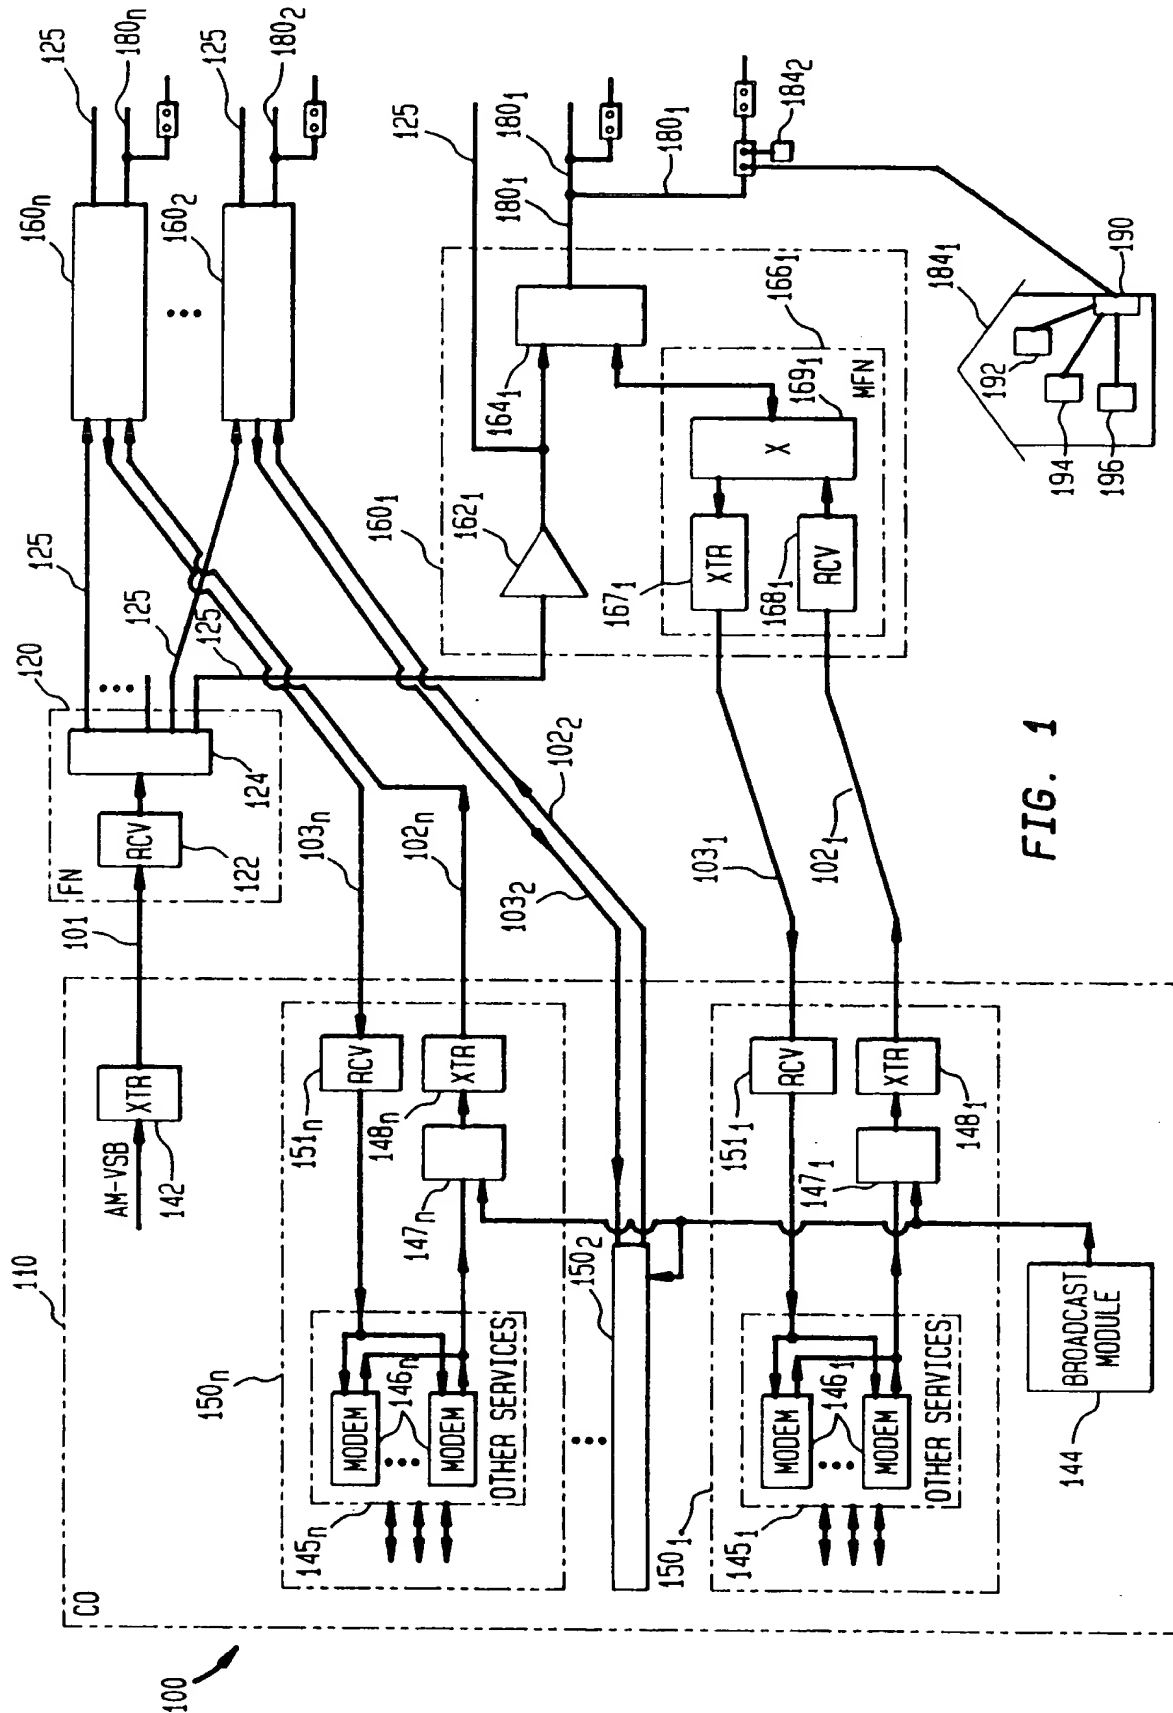 100
110
CO
AM-VSB
XTR
142
101
120
FN
RCV
122
124
125
125
125
160ₙ
125
180ₙ
160₂
125
180₂
150ₙ
151ₙ
RCV
103ₙ
XTR
148ₙ
147ₙ
102ₙ
MODEM
MODEM
146ₙ
OTHER SERVICES
145ₙ
150₂
103₂
102₂
160₁
162₁
164₁
125
180₁
180₁
180₁
184₂
166₁
MFN
XTR
167₁
RCV
168₁
X
169₁
103₁
102₁
150₁
151₁
RCV
XTR
148₁
147₁
MODEM
MODEM
146₁
OTHER SERVICES
145₁
BROADCAST
MODULE
144
184₁
190
192
194
196
FIG. 1